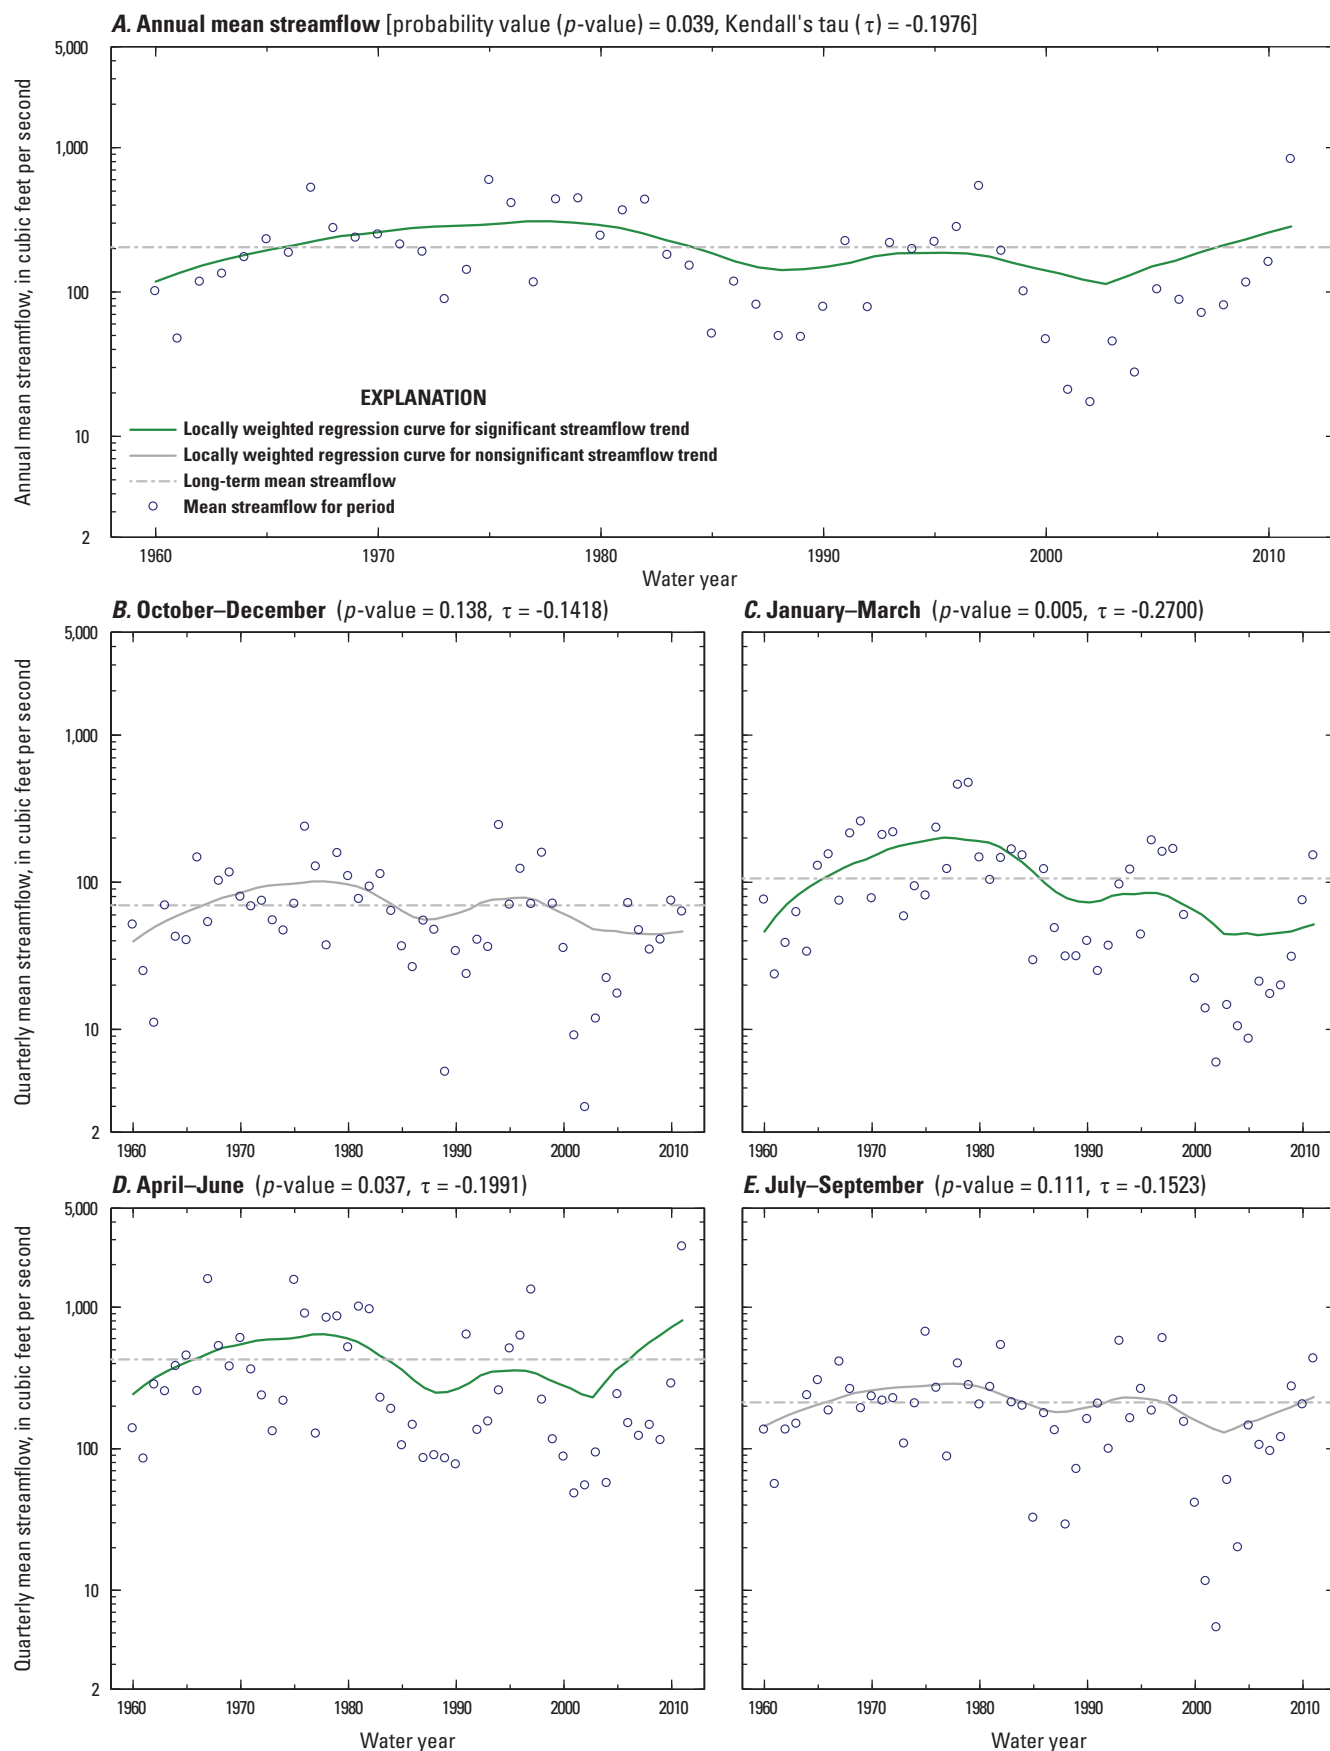 A. Annual mean streamflow [probability value (p-value) = 0.039, Kendall's tau (τ) = -0.1976]
Annual mean streamflow, in cubic feet per second
5,000
1,000
100
10
2
EXPLANATION
Locally weighted regression curve for significant streamflow trend
Locally weighted regression curve for nonsignificant streamflow trend
Long-term mean streamflow
Mean streamflow for period
1960 1970 1980 1990 2000 2010
Water year
B. October–December (p-value = 0.138, τ = -0.1418)
Quarterly mean streamflow, in cubic feet per second
5,000
1,000
100
10
2
1960 1970 1980 1990 2000 2010
C. January–March (p-value = 0.005, τ = -0.2700)
1960 1970 1980 1990 2000 2010
D. April–June (p-value = 0.037, τ = -0.1991)
Quarterly mean streamflow, in cubic feet per second
5,000
1,000
100
10
2
1960 1970 1980 1990 2000 2010
Water year
E. July–September (p-value = 0.111, τ = -0.1523)
1960 1970 1980 1990 2000 2010
Water year